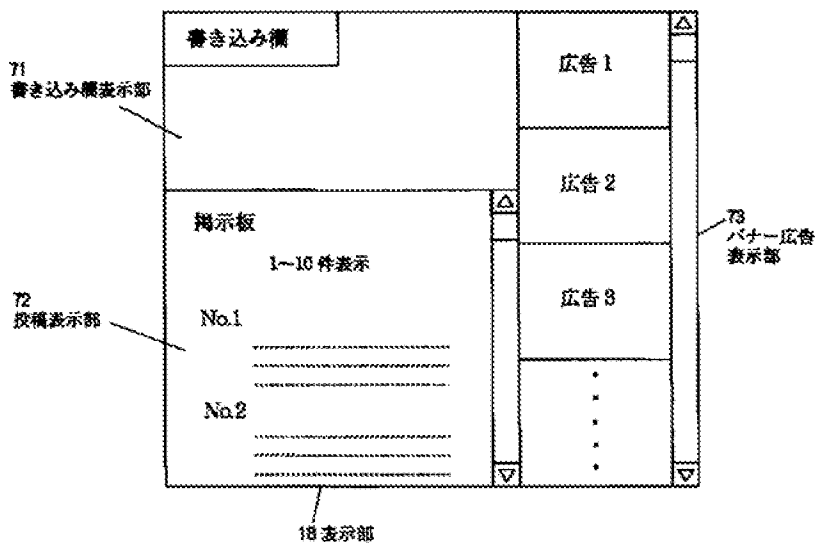 書き込み欄
71
書き込み欄表示部
広告1
広告2
73
バナー広告
表示部
掲示板
1〜10 件表示
広告3
72
投稿表示部
No.1
No.2
18 表示部